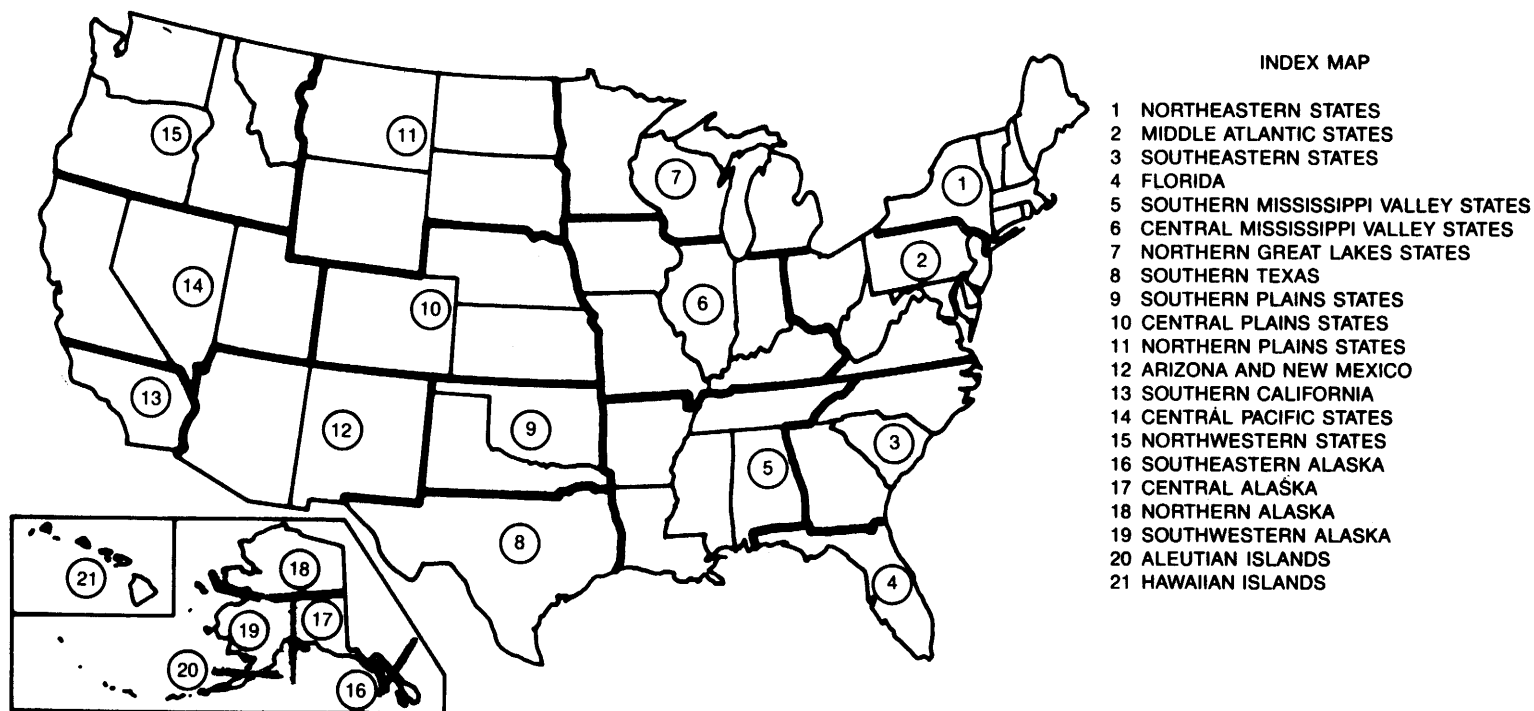 INDEX MAP
1 NORTHEASTERN STATES
2 MIDDLE ATLANTIC STATES
3 SOUTHEASTERN STATES
4 FLORIDA
5 SOUTHERN MISSISSIPPI VALLEY STATES
6 CENTRAL MISSISSIPPI VALLEY STATES
7 NORTHERN GREAT LAKES STATES
8 SOUTHERN TEXAS
9 SOUTHERN PLAINS STATES
10 CENTRAL PLAINS STATES
11 NORTHERN PLAINS STATES
12 ARIZONA AND NEW MEXICO
13 SOUTHERN CALIFORNIA
14 CENTRAL PACIFIC STATES
15 NORTHWESTERN STATES
16 SOUTHEASTERN ALASKA
17 CENTRAL ALASKA
18 NORTHERN ALASKA
19 SOUTHWESTERN ALASKA
20 ALEUTIAN ISLANDS
21 HAWAIIAN ISLANDS
15
11
7
1
2
14
10
6
13
12
9
5
3
8
4
21
18
19
17
20
16